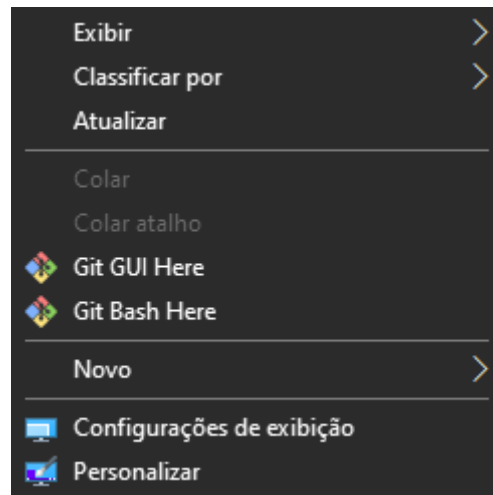 Exibir
Classificar por
Atualizar
Colar
Colar atalho
Git GUI Here
Git Bash Here
Novo
Configurações de exibição
Personalizar